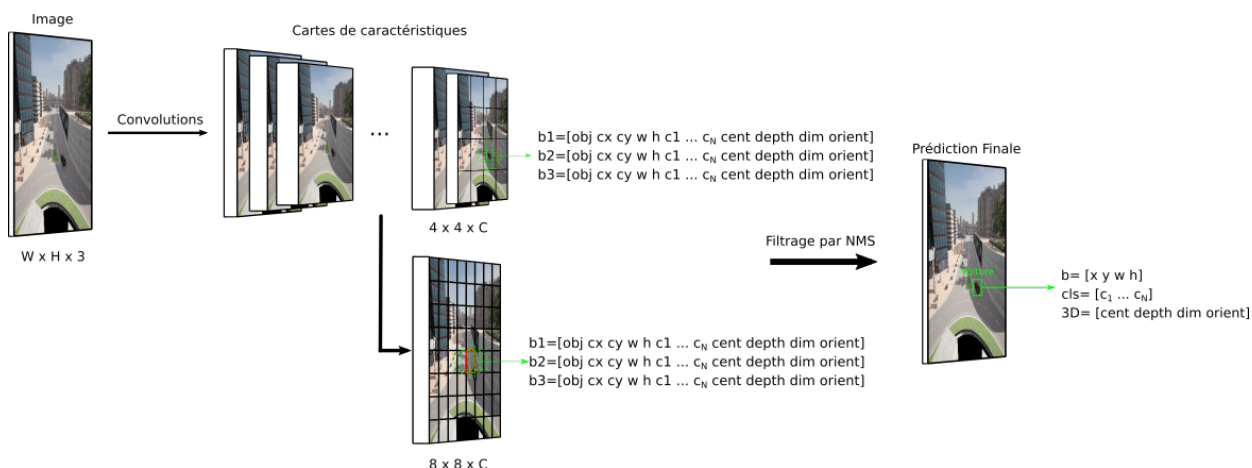 Image
Cartes de caractéristiques
Convolutions
...
b1=[obj cx cy w h c1 ... cN cent depth dim orient]
b2=[obj cx cy w h c1 ... cN cent depth dim orient]
b3=[obj cx cy w h c1 ... cN cent depth dim orient]
4 x 4 x C
W x H x 3
b1=[obj cx cy w h c1 ... cN cent depth dim orient]
b2=[obj cx cy w h c1 ... cN cent depth dim orient]
b3=[obj cx cy w h c1 ... cN cent depth dim orient]
8 x 8 x C
Filtrage par NMS
Prédiction Finale
Voiture
b= [x y w h]
cls= [c1 ... cN]
3D= [cent depth dim orient]